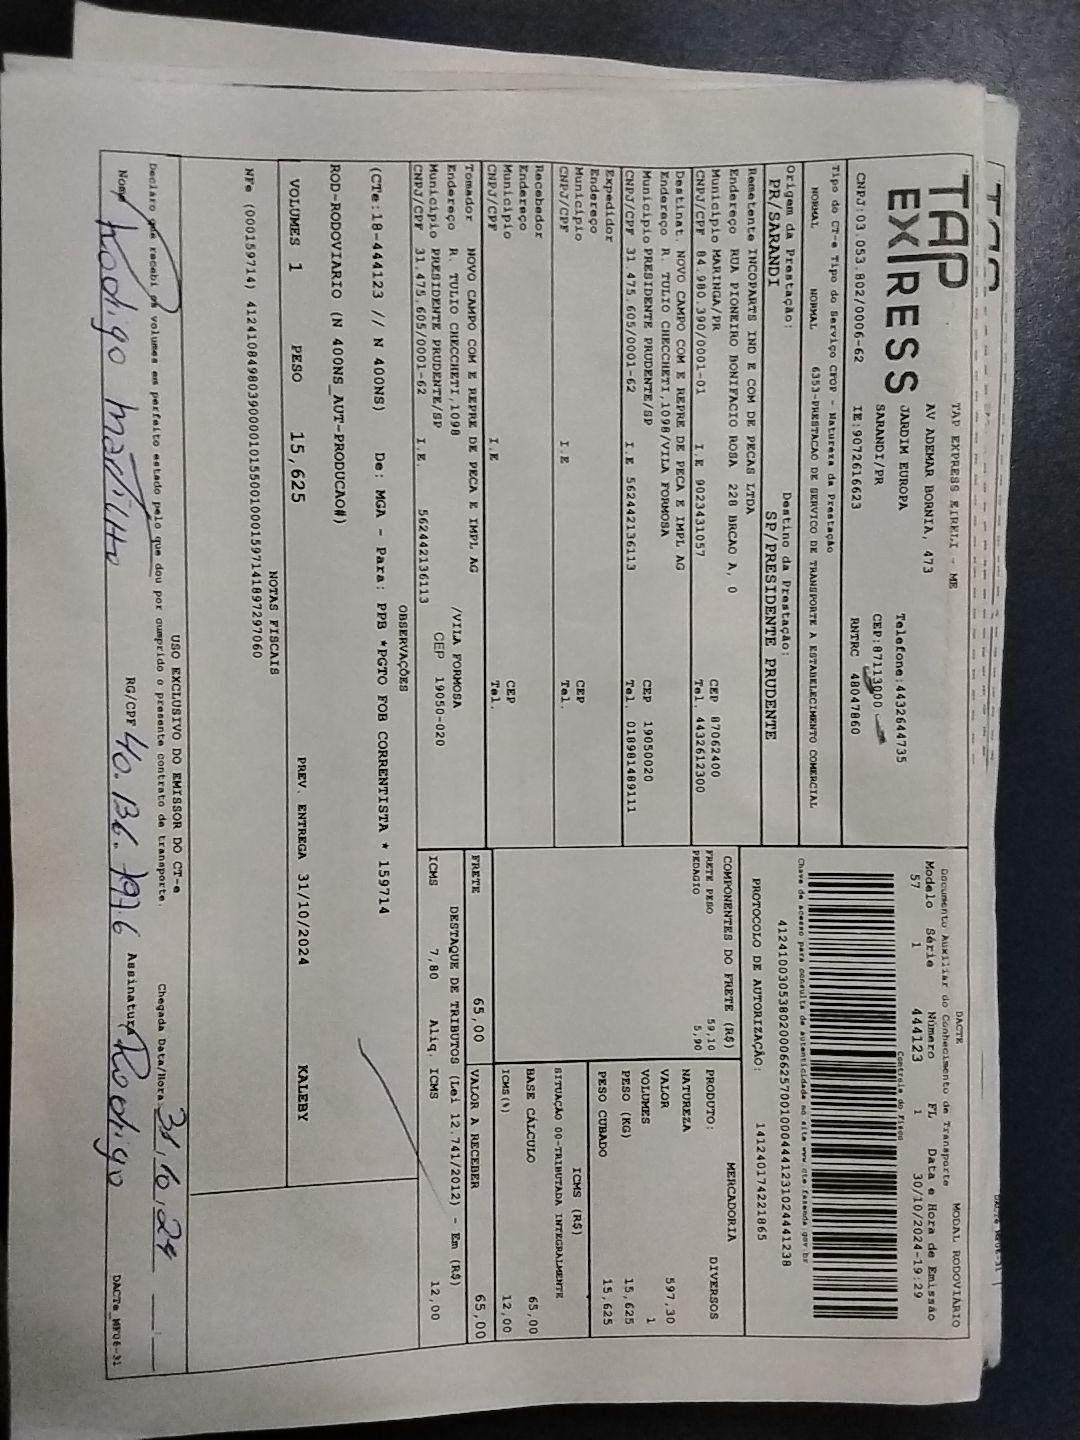 TAP EXPRESS
TAP EXPRESS EIRELI - ME
AV ADEMAR BORNIA, 473
JARDIM EUROPA
SARANDI/PR
Telefone:4432644735
CEP:87113000
CNPJ:03.053.802/0006-62 IE:9072616623 RNTRC 48047860
Tipo do CT-e Tipo do Serviço CFOP - Natureza da Prestação
NORMAL NORMAL 6353-PRESTACAO DE SERVICO DE TRANSPORTE A ESTABELECIMENTO COMERCIAL
Origem da Prestação: Destino da Prestação:
PR/SARANDI SP/PRESIDENTE PRUDENTE
Remetente INCOPARTS IND E COM DE PECAS LTDA
Endereço RUA PIONEIRO BONIFACIO ROSA 228 BRCAO A, 0
Município MARINGA/PR CEP 87062400
CNPJ/CPF 84.980.390/0001-01 I.E 9023431057 Tel. 4432612300
Destinat. NOVO CAMPO COM E REPRE DE PECA E IMPL AG
Endereço R. TULIO CHECCHETI,1098/VILA FORMOSA
Município PRESIDENTE PRUDENTE/SP CEP 19050020
CNPJ/CPF 31.475.605/0001-62 I.E 562442136113 Tel. 018981489111
Expedidor
Endereço
Município CEP
CNPJ/CPF I.E Tel.
Recebedor
Endereço
Município CEP
CNPJ/CPF I.E Tel.
Tomador NOVO CAMPO COM E REPRE DE PECA E IMPL AG
Endereço R. TULIO CHECCHETI,1098 /VILA FORMOSA
Município PRESIDENTE PRUDENTE/SP CEP 19050-020
CNPJ/CPF 31.475.605/0001-62 I.E. 562442136113
DACTE MODAL RODOVIÁRIO
Documento Auxiliar do Conhecimento de Transporte
Modelo Série Número FL Data e Hora de Emissão
57 1 444123 1 30/10/2024-19:29
Controle do Fisco
Chave de acesso para consulta de autenticidade no site www.cte.fazenda.gov.br
41241003053802000662570010004441231024441238
PROTOCOLO DE AUTORIZAÇÃO: 141240174221865
COMPONENTES DO FRETE (R$)
FRETE PESO 59,10
PEDAGIO 5,90
PRODUTO: MERCADORIA
NATUREZA DIVERSOS
VALOR 597,30
VOLUMES 1
PESO (KG) 15,625
PESO CUBADO 15,625
ICMS (R$)
SITUAÇÃO 00-TRIBUTADA INTEGRALMENTE
BASE CÁLCULO 65,00
ICMS(%) 12,00
FRETE 65,00 VALOR A RECEBER 65,00
DESTAQUE DE TRIBUTOS (Lei 12.741/2012) - Em (R$)
ICMS 7,80 Aliq. ICMS 12,00
OBSERVAÇÕES
(CTe:18-444123 // N 400NS) De: MGA - Para: PPB *PGTO FOB CORRENTISTA * 159714
ROD-RODOVIARIO (N 400NS_AUT-PRODUCAO#)
VOLUMES 1 PESO 15,625 PREV. ENTREGA 31/10/2024 KALEBY
NOTAS FISCAIS
NFe (000159714) 41241084980390000101550010001597141897297060
USO EXCLUSIVO DO EMISSOR DO CT-e
Declaro que recebi os volumes em perfeito estado pelo que dou por cumprido o presente contrato de transporte. Chegada Data/Hora 31/10/24
Nome Rodrigo RG/CPF Assinatura Rodrigo
DACTe_MF06-31